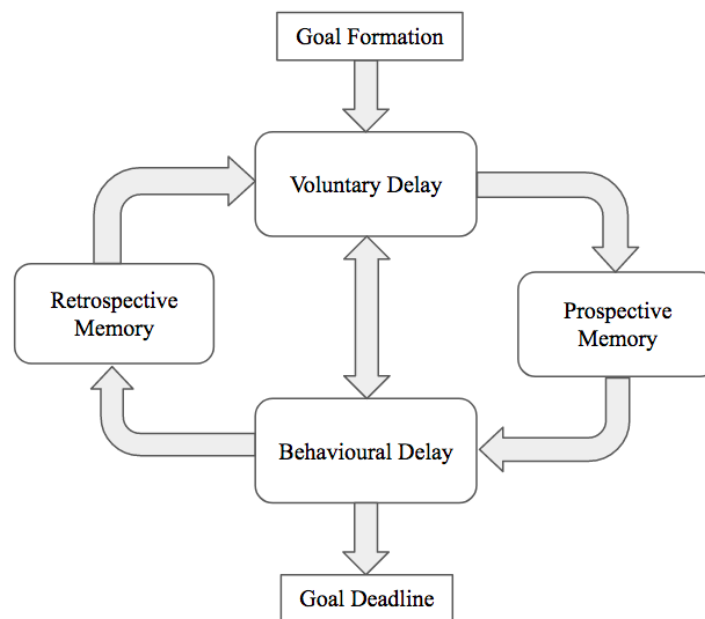 Goal Formation
Voluntary Delay
Retrospective
Memory
Prospective
Memory
Behavioural Delay
Goal Deadline